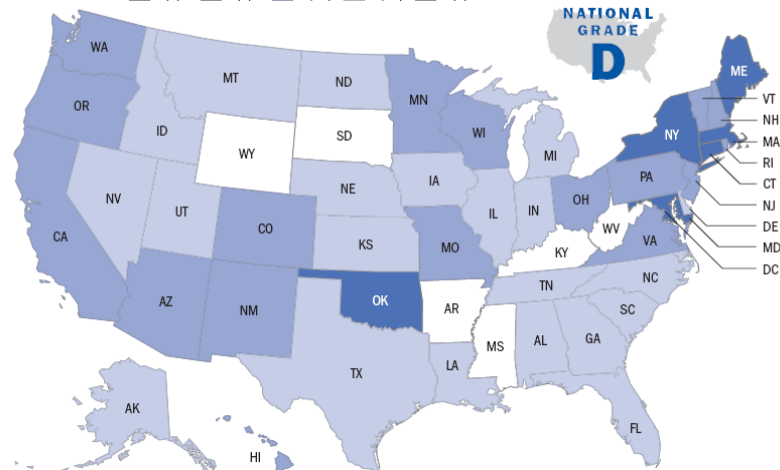 NATIONAL
GRADE
D
WA
MT
ND
MN
ME
VT
NH
MA
RI
CT
NJ
DE
MD
DC
OR
ID
WY
SD
WI
MI
NY
NV
UT
CO
NE
IA
IL
IN
OH
PA
WV
VA
CA
KS
MO
KY
AZ
NM
OK
AR
TN
NC
SC
TX
LA
MS
AL
GA
FL
AK
HI